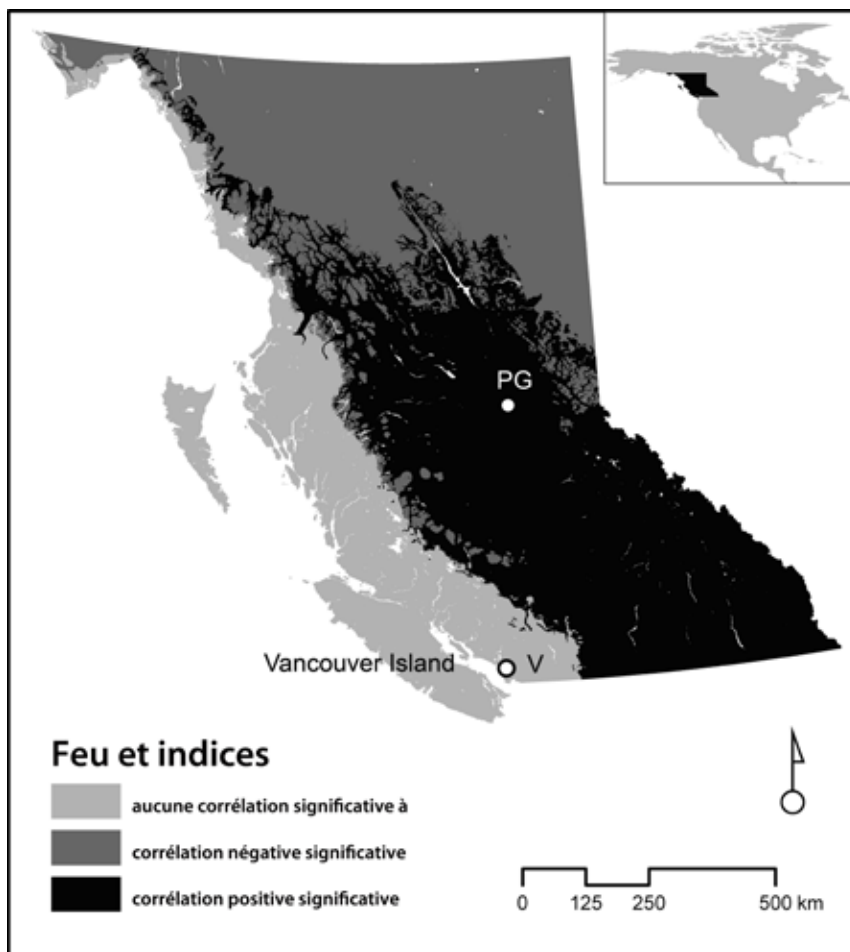 PG
Vancouver Island
V
Feu et indices
aucune corrélation significative à
corrélation négative significative
corrélation positive significative
0 125 250 500 km